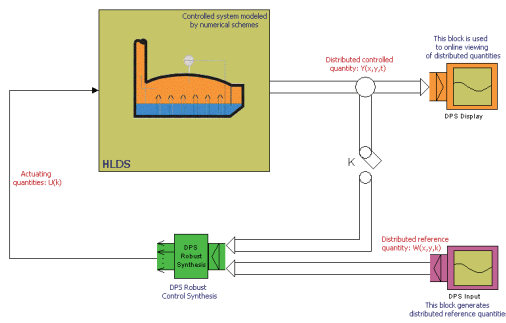 Controlled system modeled
by numerical schemes
HLDS
Distributed controlled
quantity: Y(x,y,t)
This block is used
to online viewing
of distributed quantities
DPS Display
K
Actuating
quantities: U(k)
DPS
Robust
Synthesis
DPS Robust
Control Synthesis
Distributed reference
quantity: W(x,y,k)
DPS Input
This block generates
distributed reference quantities